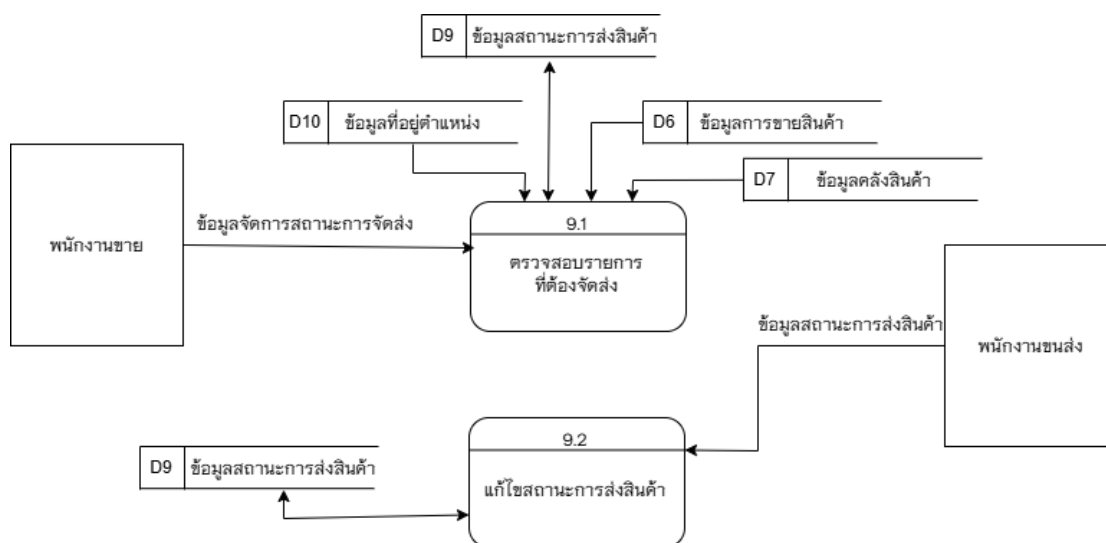 D9 ข้อมูลสถานะการส่งสินค้า
D10 ข้อมูลที่อยู่ตำแหน่ง
D6 ข้อมูลการขายสินค้า
D7 ข้อมูลคลังสินค้า
พนักงานขาย
ข้อมูลจัดการสถานะการจัดส่ง
9.1
ตรวจสอบรายการ
ที่ต้องจัดส่ง
ข้อมูลสถานะการส่งสินค้า
พนักงานขนส่ง
9.2
แก้ไขสถานะการส่งสินค้า
D9 ข้อมูลสถานะการส่งสินค้า